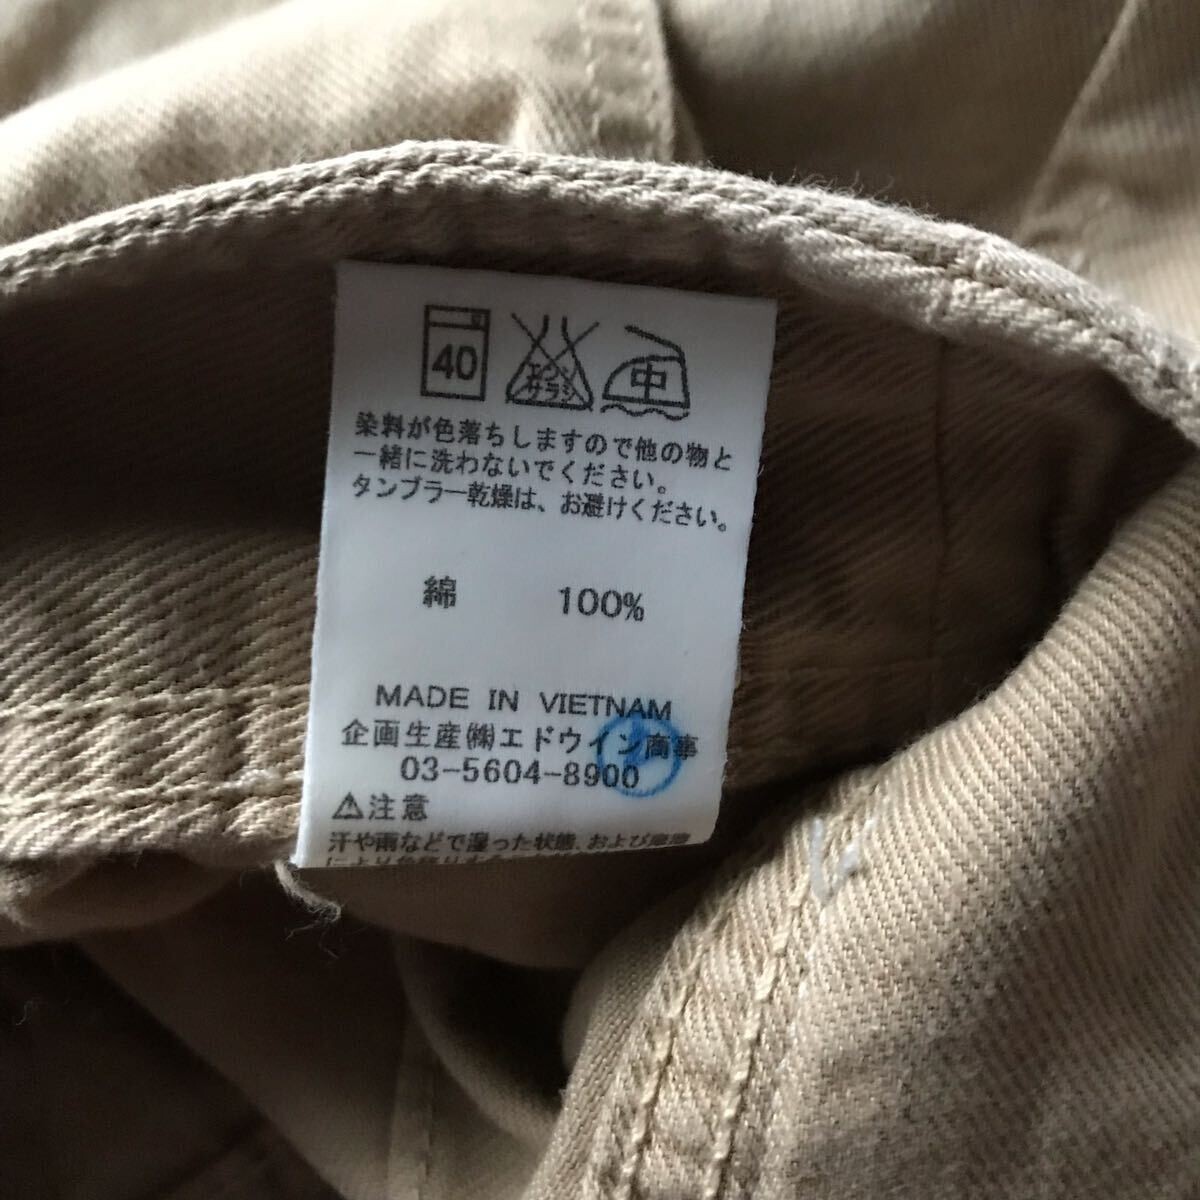 40
エンソ
サラシ
中
染料が色落ちしますので他の物と
一緒に洗わないでください。
タンブラー乾燥は、お避けください。
綿 100%
MADE IN VIETNAM
企画生産㈱エドウイン商事
03-5604-8900
⚠注意
汗や雨などで湿った状態、および摩擦
により